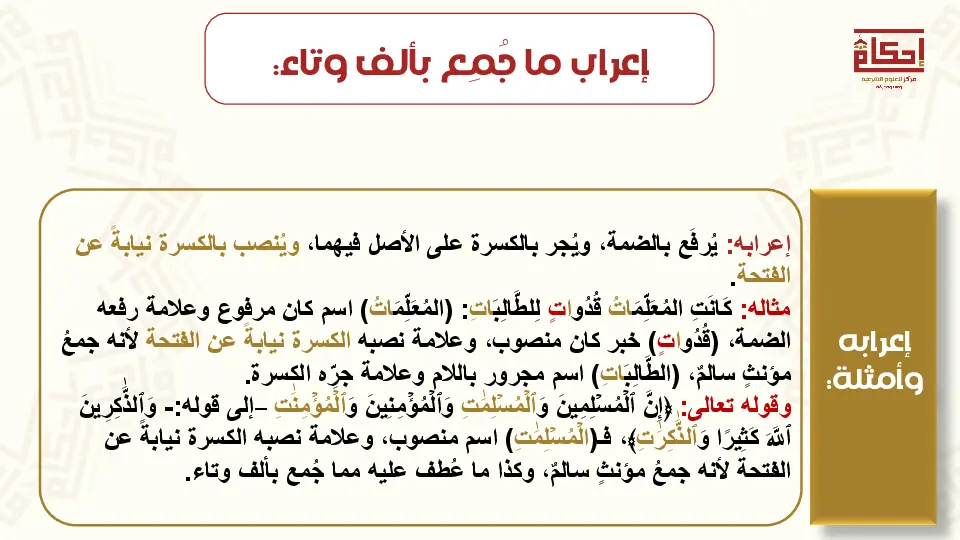 إعراب ما جُمِع بألف وتاء:
إحكام
مركز للعلوم الشرعية
إعرابه: يُرفَع بالضمة، ويُجر بالكسرة على الأصل فيهما، ويُنصب بالكسرة نيابةً عن
الفتحة.
مثاله: كَانَتِ المُعَلِّمَاتُ قُدُواتٍ لِلطَّالِبَاتِ: (المُعَلِّمَاتُ) اسم كان مرفوع وعلامة رفعه
الضمة، (قُدُواتٍ) خبر كان منصوب، وعلامة نصبه الكسرة نيابةً عن الفتحة لأنه جمعُ
مؤنثٍ سالمٌ، (الطَّالِبَاتِ) اسم مجرور باللام وعلامة جرّه الكسرة.
وقوله تعالى: ﴿إِنَّ ٱلْمُسْلِمِينَ وَٱلْمُسْلِمَٰتِ وَٱلْمُؤْمِنِينَ وَٱلْمُؤْمِنَٰتِ –إلى قوله:- وَٱلذَّٰكِرِينَ
ٱللَّهَ كَثِيرًا وَٱلذَّٰكِرَٰتِ﴾، فـ(ٱلْمُسْلِمَٰتِ) اسم منصوب، وعلامة نصبه الكسرة نيابةً عن
الفتحة لأنه جمعُ مؤنثٍ سالمٌ، وكذا ما عُطف عليه مما جُمع بألف وتاء.
إعرابه
وأمثلة: